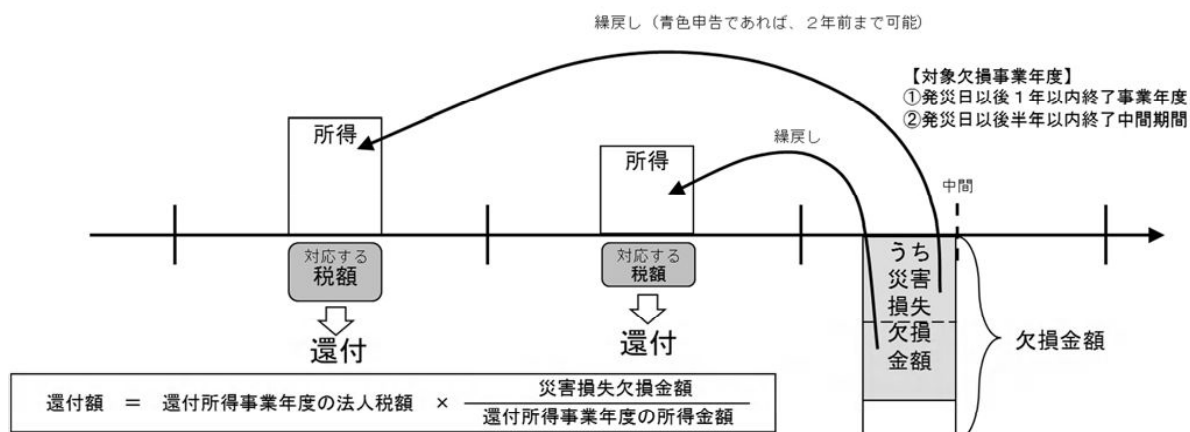 繰戻し（青色申告であれば、２年前まで可能）
【対象欠損事業年度】
①発災日以後１年以内終了事業年度
②発災日以後半年以内終了中間期間
所得
繰戻し
所得
中間
対応する
税額
対応する
税額
うち
災害
損失
欠損
金額
欠損金額
還付
還付
還付額 ＝ 還付所得事業年度の法人税額 × 災害損失欠損金額
還付所得事業年度の所得金額